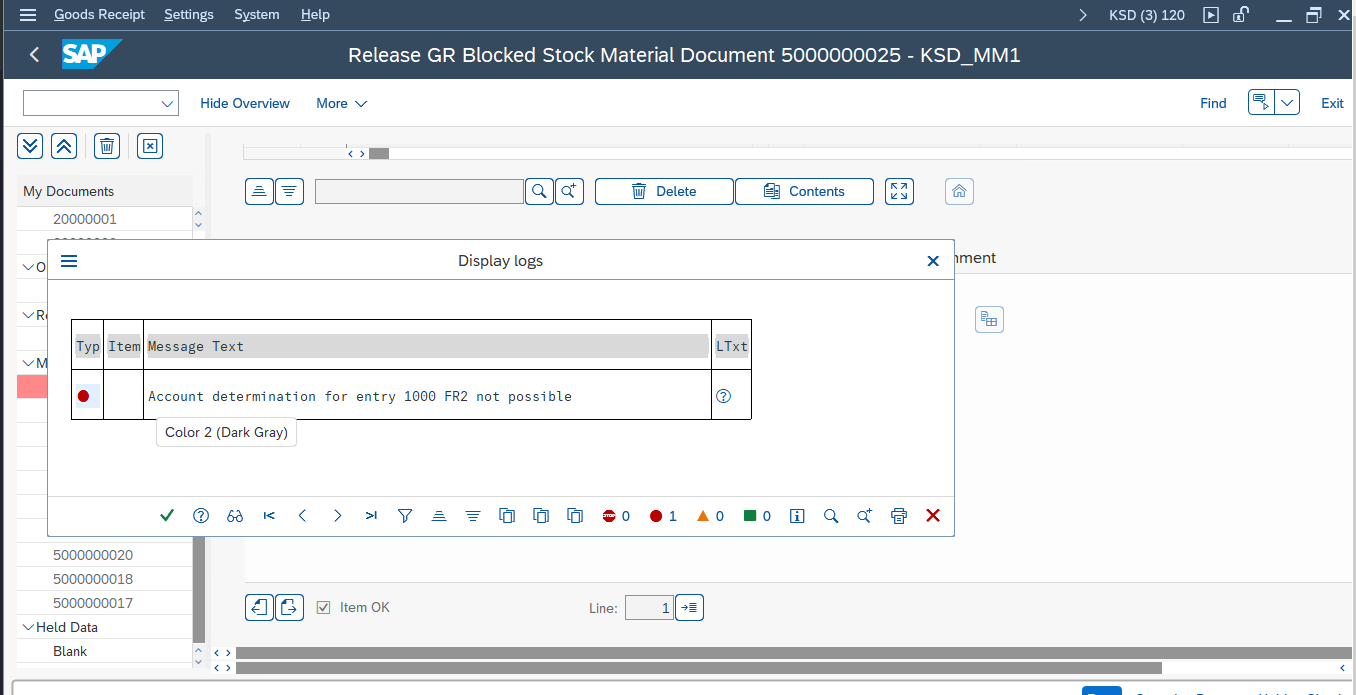 Goods Receipt Settings System Help KSD (3) 120
SAP Release GR Blocked Stock Material Document 5000000025 - KSD_MM1
Hide Overview More Find Exit
My Documents
Delete Contents
20000001
Display logs
Typ Item Message Text LTxt
Account determination for entry 1000 FR2 not possible
Color 2 (Dark Gray)
STOP 0 1 0 0
5000000020
5000000018
5000000017
Item OK Line: 1
Held Data
Blank